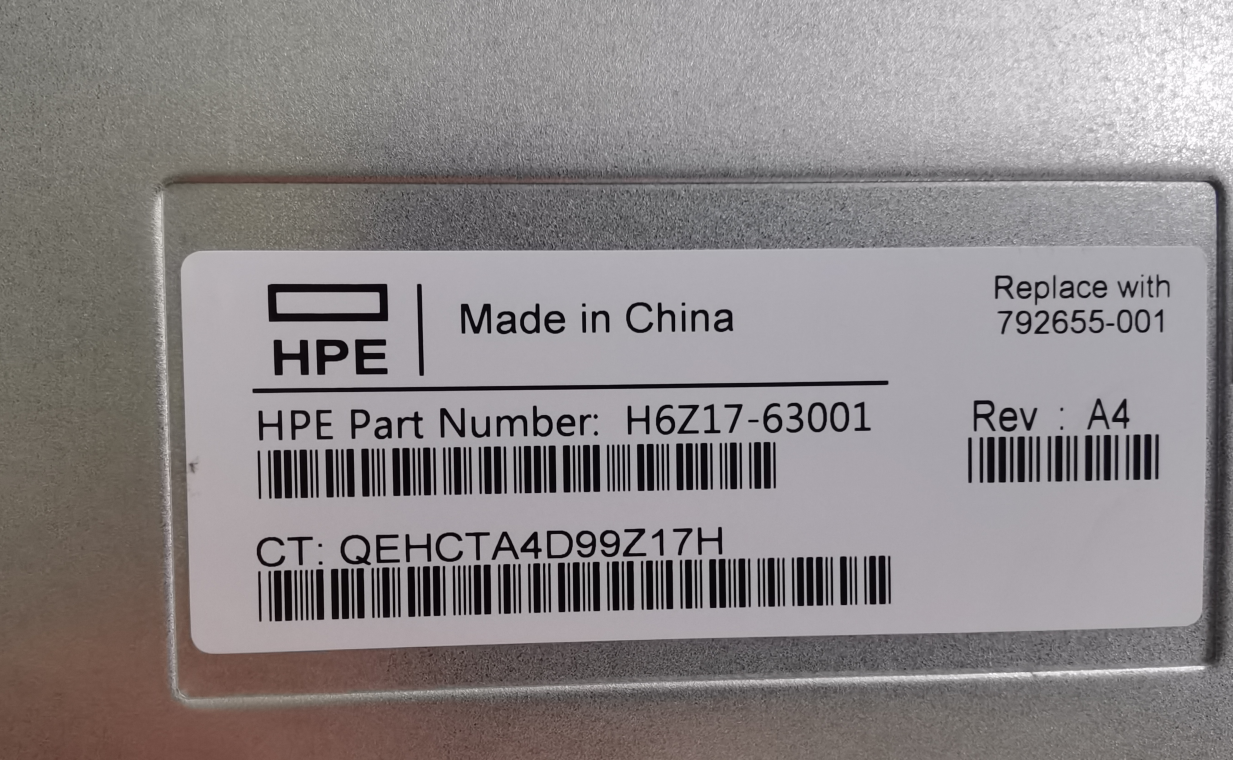 HPE
Made in China
Replace with
792655-001
HPE Part Number: H6Z17-63001
Rev : A4
CT: QEHCTA4D99Z17H